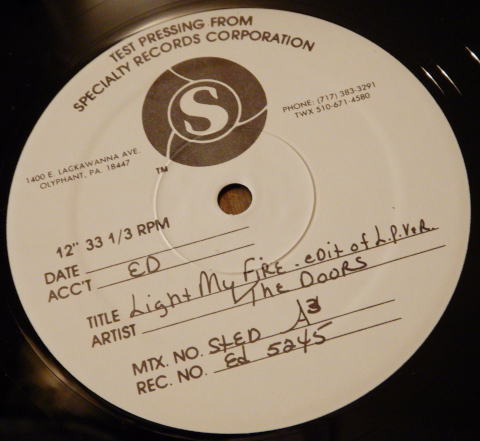 TEST PRESSING FROM
SPECIALTY RECORDS CORPORATION
S
TM
1400 E. LACKAWANNA AVE.
OLYPHANT, PA. 18447
PHONE: (717) 383-3291
TWX 510-671-4580
12" 33 1/3 RPM
DATE
ACC'T ED
TITLE Light My FIRE - edit of L.P. VeR.
ARTIST The DOORS
MTX. NO. StED A3
REC. NO. Ed 5245